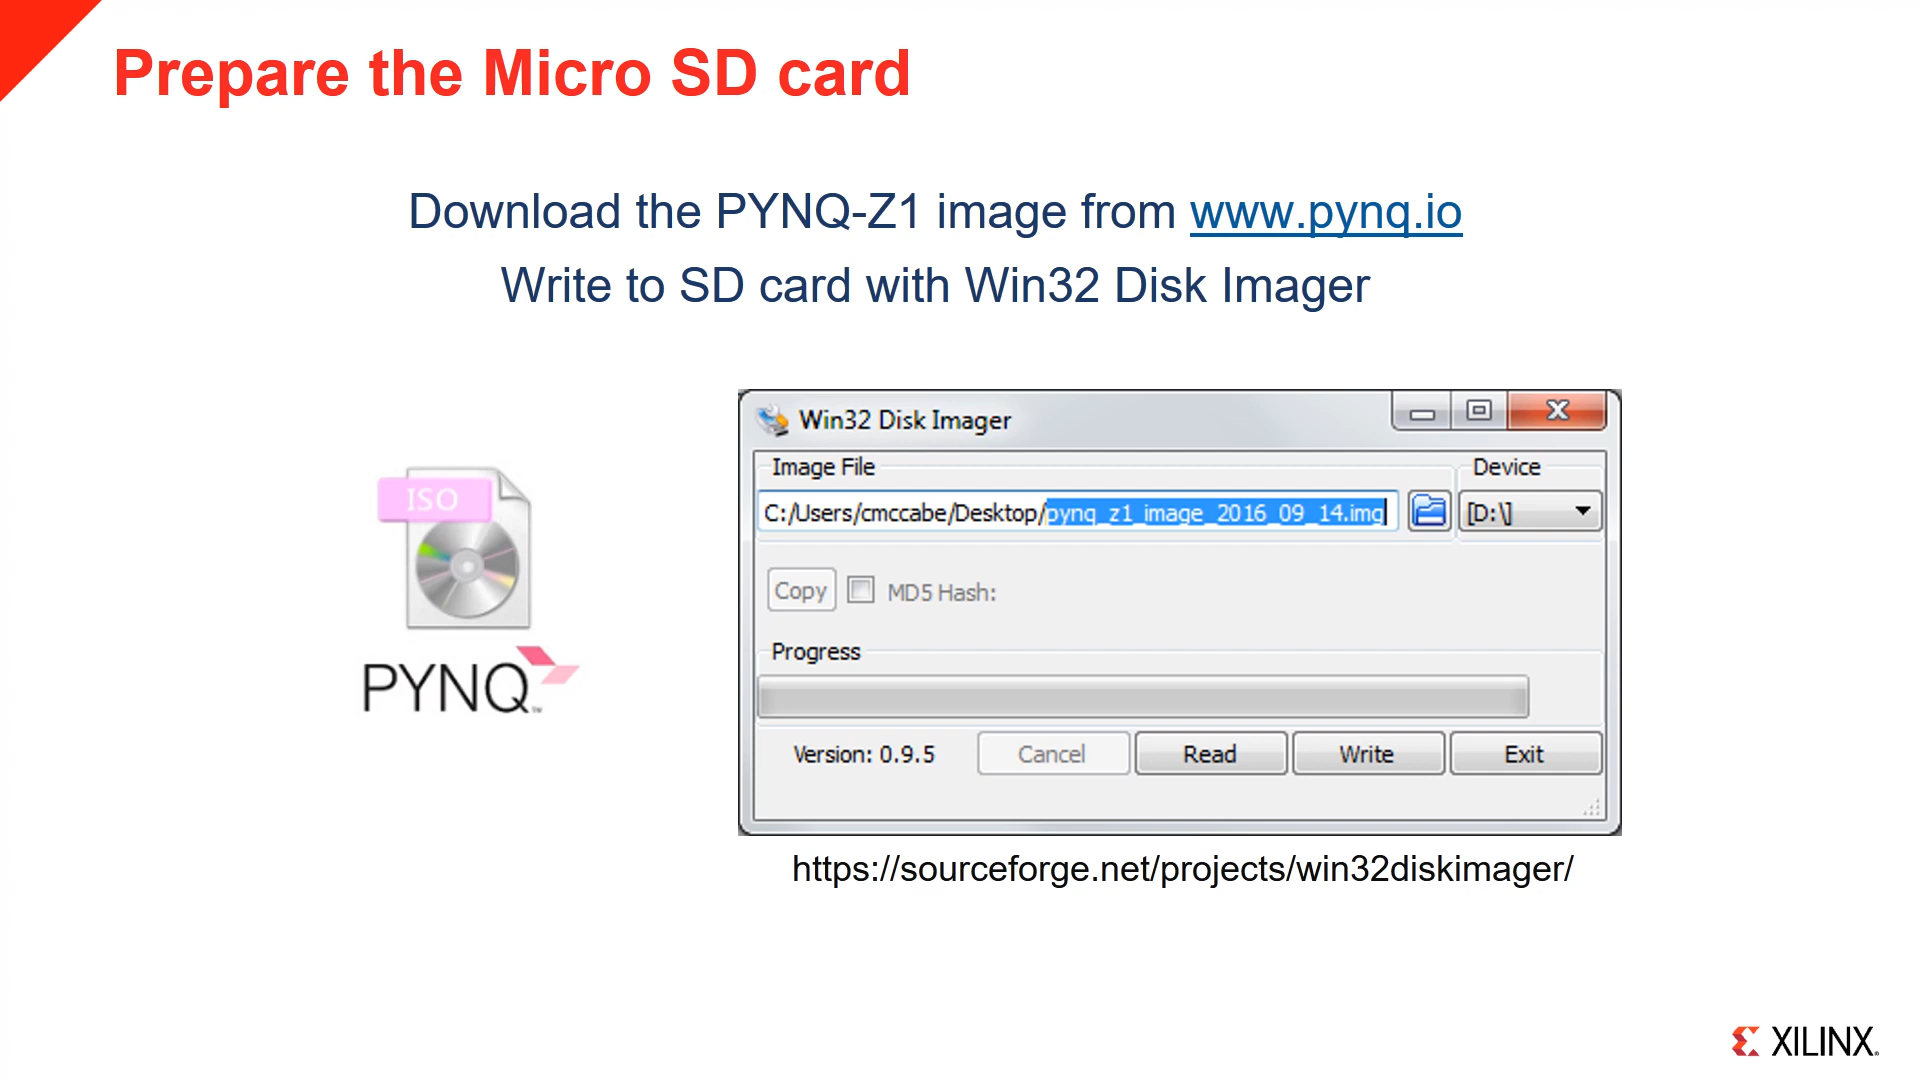 Prepare the Micro SD card
Download the PYNQ-Z1 image from www.pynq.io
Write to SD card with Win32 Disk Imager
ISO
PYNQ™
Win32 Disk Imager
Image File
Device
C:/Users/cmccabe/Desktop/pynq_z1_image_2016_09_14.img
[D:\]
Copy
MD5 Hash:
Progress
Version: 0.9.5
Cancel
Read
Write
Exit
https://sourceforge.net/projects/win32diskimager/
XILINX